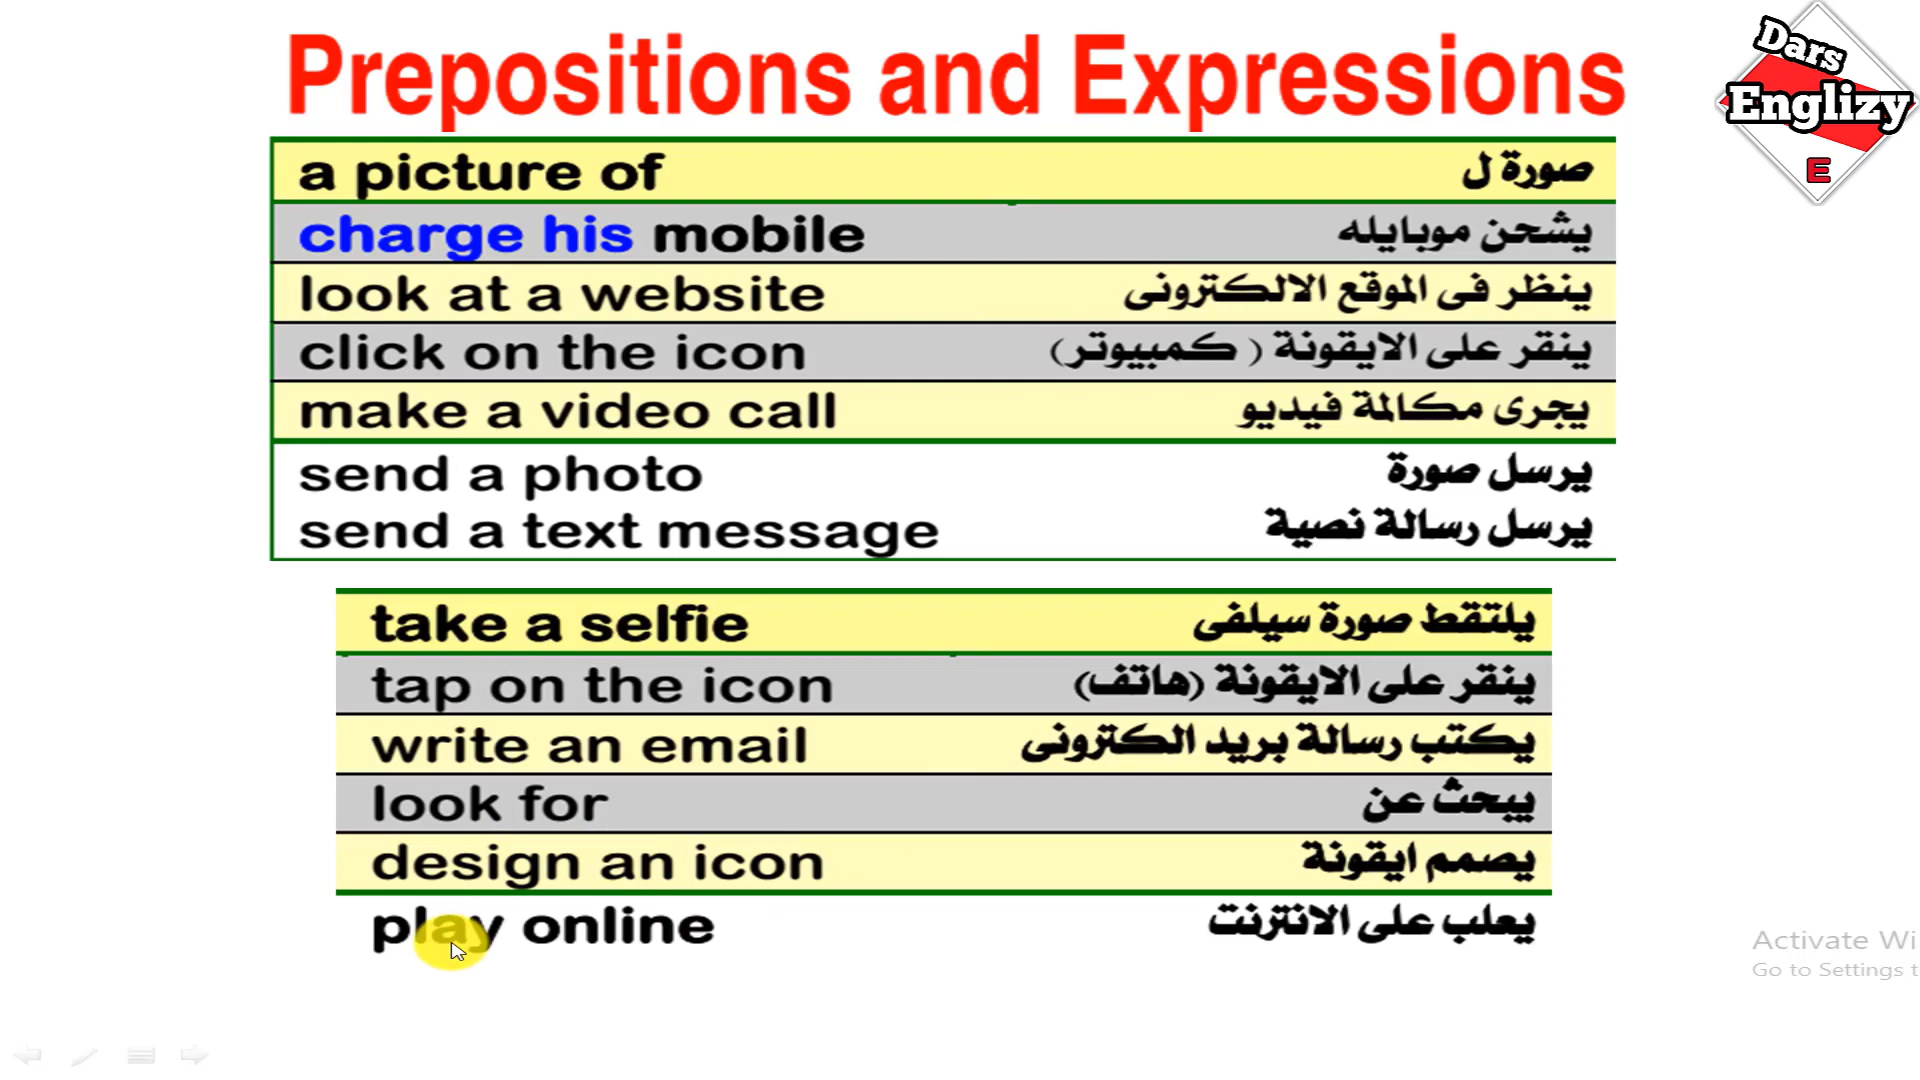 Prepositions and Expressions
Dars
Englizy
E
a picture of صورة ل
charge his mobile يشحن موبايله
look at a website ينظر فى الموقع الالكترونى
click on the icon ينقر على الايقونة ( كمبيوتر)
make a video call يجرى مكالمة فيديو
send a photo يرسل صورة
send a text message يرسل رسالة نصية
take a selfie يلتقط صورة سيلفى
tap on the icon ينقر على الايقونة (هاتف)
write an email يكتب رسالة بريد الكترونى
look for يبحث عن
design an icon يصمم ايقونة
play online يعلب على الانترنت
Activate Wi
Go to Settings t